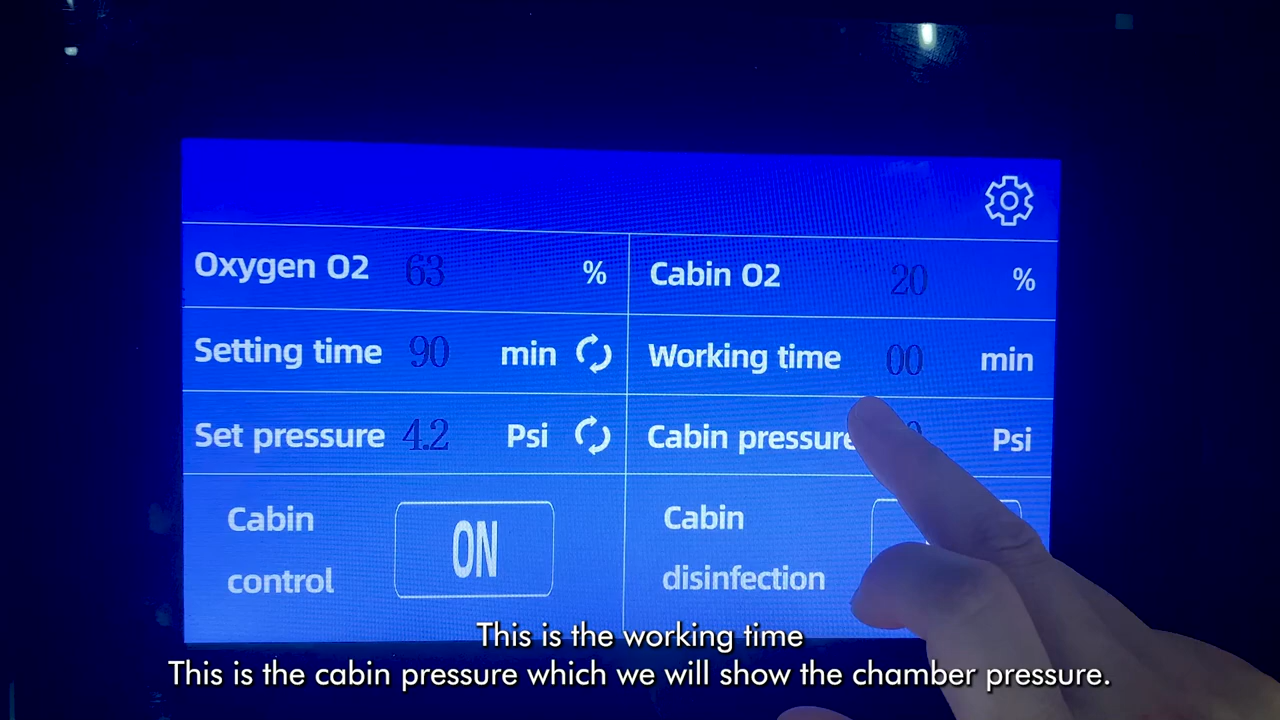 Oxygen O2 63 % Cabin O2 20 %
Setting time 90 min Working time 00 min
Set pressure 4.2 Psi Cabin pressure Psi
Cabin control ON Cabin disinfection
This is the working time
This is the cabin pressure which we will show the chamber pressure.